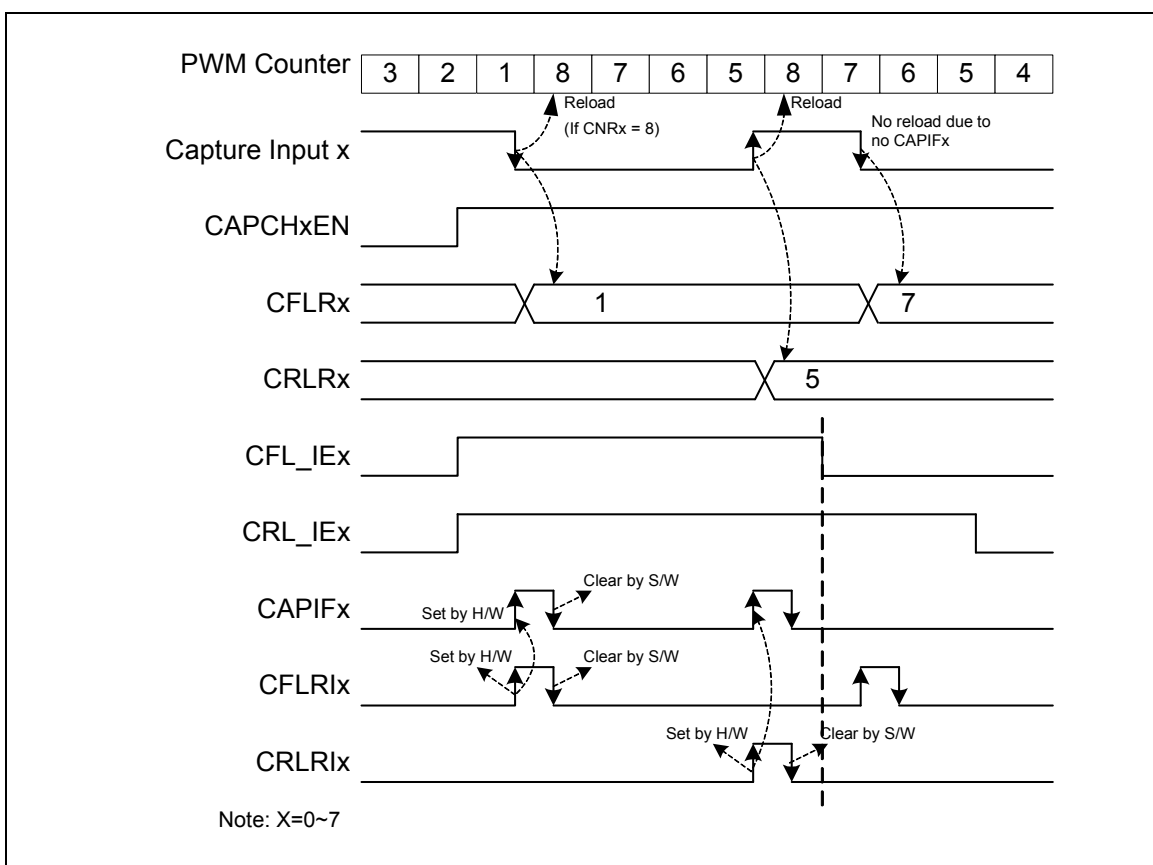 PWM Counter 3 2 1 8 7 6 5 8 7 6 5 4
Reload
(If CNRx = 8)
Reload
No reload due to
no CAPIFx
Capture Input x
CAPCHxEN
CFLRx 1 7
CRLRx 5
CFL_IEx
CRL_IEx
CAPIFx Set by H/W Clear by S/W
CFLRIx Set by H/W Clear by S/W
CRLRIx Set by H/W Clear by S/W
Note: X=0~7